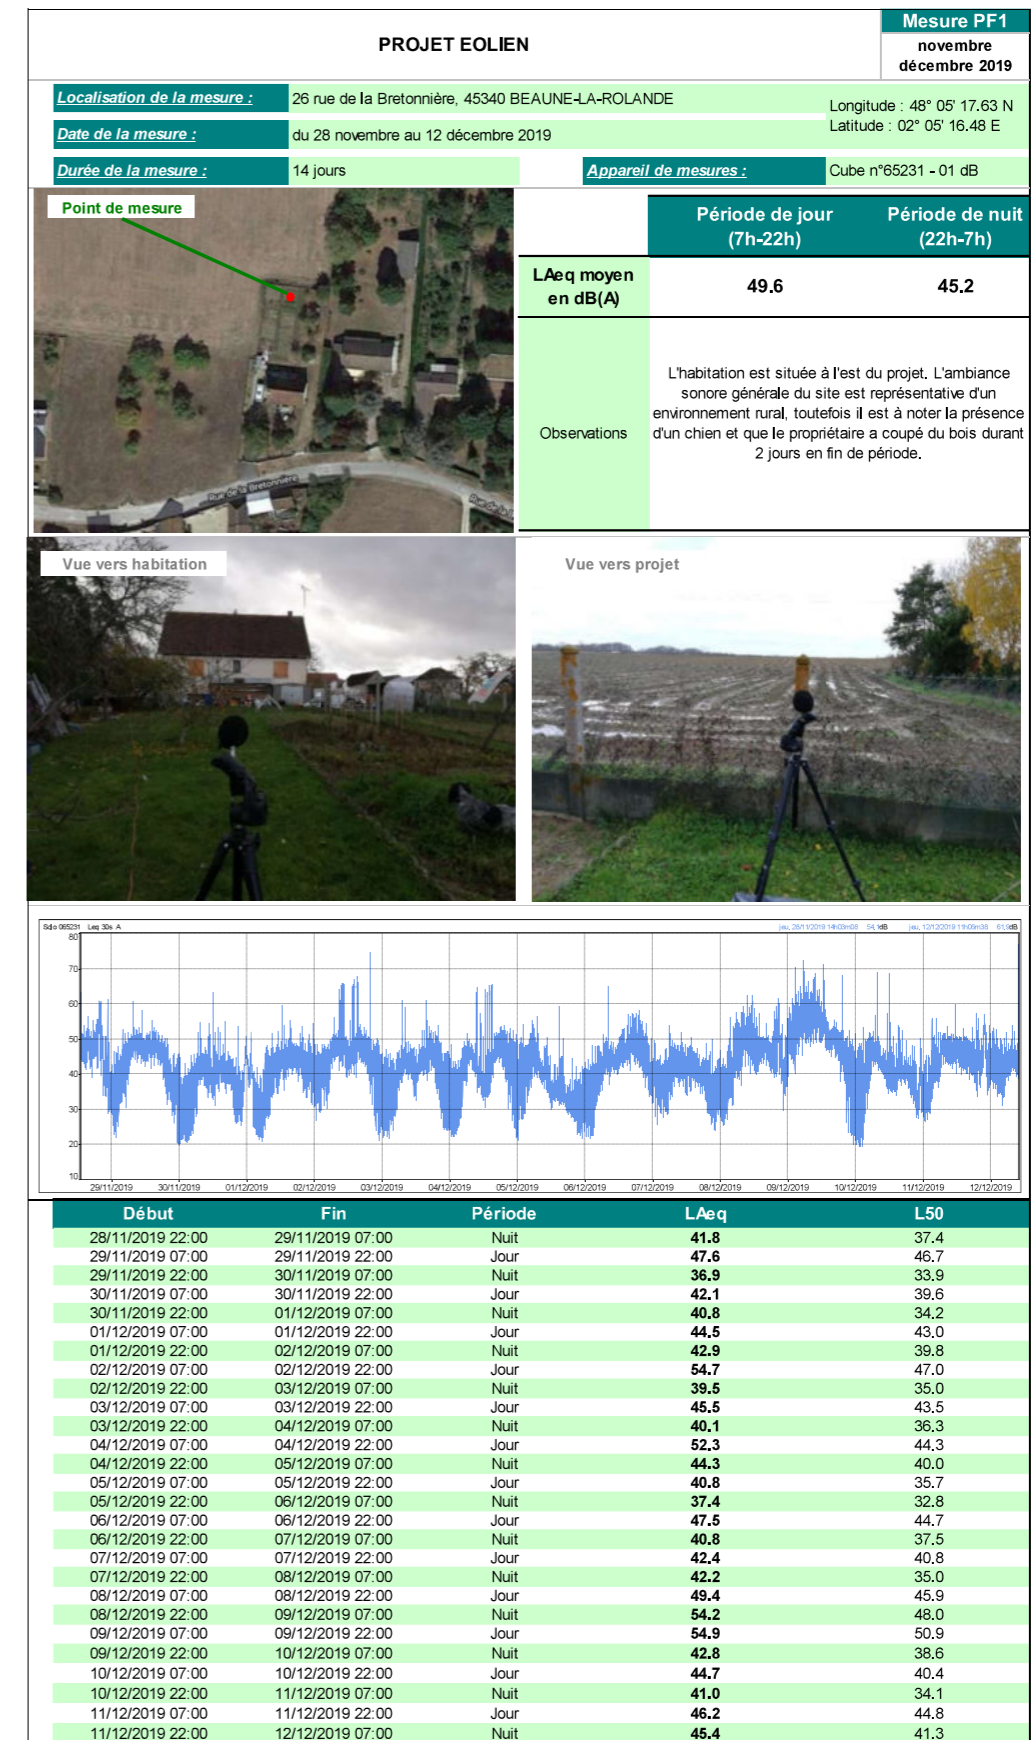 PROJET EOLIEN
Mesure PF1
novembre
décembre 2019
Localisation de la mesure :
26 rue de la Bretonnière, 45340 BEAUNE-LA-ROLANDE
Longitude : 48° 05' 17.63 N
Latitude : 02° 05' 16.48 E
Date de la mesure :
du 28 novembre au 12 décembre 2019
Durée de la mesure :
14 jours
Appareil de mesures :
Cube n°65231 - 01 dB
Point de mesure
Rue de la Bretonnière
Période de jour
(7h-22h)
Période de nuit
(22h-7h)
LAeq moyen
en dB(A)
49.6
45.2
Observations
L'habitation est située à l'est du projet. L'ambiance
sonore générale du site est représentative d'un
environnement rural, toutefois il est à noter la présence
d'un chien et que le propriétaire a coupé du bois durant
2 jours en fin de période.
Vue vers habitation
Vue vers projet
Leq 30s A
80
70
60
50
40
30
20
10
29/11/2019 30/11/2019 01/12/2019 02/12/2019 03/12/2019 04/12/2019 05/12/2019 06/12/2019 07/12/2019 08/12/2019 09/12/2019 10/12/2019 11/12/2019 12/12/2019
Début Fin Période LAeq L50
28/11/2019 22:00 29/11/2019 07:00 Nuit 41.8 37.4
29/11/2019 07:00 29/11/2019 22:00 Jour 47.6 46.7
29/11/2019 22:00 30/11/2019 07:00 Nuit 36.9 33.9
30/11/2019 07:00 30/11/2019 22:00 Jour 42.1 39.6
30/11/2019 22:00 01/12/2019 07:00 Nuit 40.8 34.2
01/12/2019 07:00 01/12/2019 22:00 Jour 44.5 43.0
01/12/2019 22:00 02/12/2019 07:00 Nuit 42.9 39.8
02/12/2019 07:00 02/12/2019 22:00 Jour 54.7 47.0
02/12/2019 22:00 03/12/2019 07:00 Nuit 39.5 35.0
03/12/2019 07:00 03/12/2019 22:00 Jour 45.5 43.5
03/12/2019 22:00 04/12/2019 07:00 Nuit 40.1 36.3
04/12/2019 07:00 04/12/2019 22:00 Jour 52.3 44.3
04/12/2019 22:00 05/12/2019 07:00 Nuit 44.3 40.0
05/12/2019 07:00 05/12/2019 22:00 Jour 40.8 35.7
05/12/2019 22:00 06/12/2019 07:00 Nuit 37.4 32.8
06/12/2019 07:00 06/12/2019 22:00 Jour 47.5 44.7
06/12/2019 22:00 07/12/2019 07:00 Nuit 40.8 37.5
07/12/2019 07:00 07/12/2019 22:00 Jour 42.4 40.8
07/12/2019 22:00 08/12/2019 07:00 Nuit 42.2 35.0
08/12/2019 07:00 08/12/2019 22:00 Jour 49.4 45.9
08/12/2019 22:00 09/12/2019 07:00 Nuit 54.2 48.0
09/12/2019 07:00 09/12/2019 22:00 Jour 54.9 50.9
09/12/2019 22:00 10/12/2019 07:00 Nuit 42.8 38.6
10/12/2019 07:00 10/12/2019 22:00 Jour 44.7 40.4
10/12/2019 22:00 11/12/2019 07:00 Nuit 41.0 34.1
11/12/2019 07:00 11/12/2019 22:00 Jour 46.2 44.8
11/12/2019 22:00 12/12/2019 07:00 Nuit 45.4 41.3